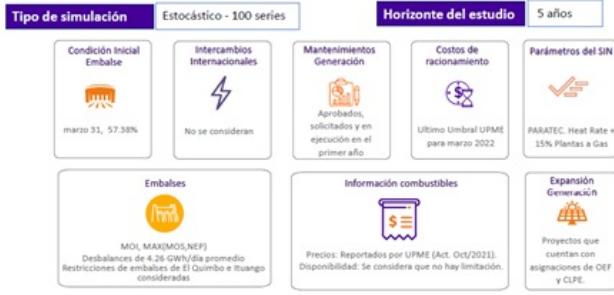 Tipo de simulación
Estocástico - 100 series
Horizonte del estudio
5 años
Condición Inicial
Embalse
marzo 31, 57.38%
Intercambios
Internacionales
No se consideran
Mantenimientos
Generación
Aprobados,
solicitados y en
ejecución en el
primer año
Costos de
racionamiento
Ultimo Umbral UPME
para marzo 2022
Parámetros del SIN
PARATEC. Heat Rate e
15% Plantas a Gas
Embalses
MOI, MAX(MOS,NEP)
Desbalances de 4.26 GWh/día promedio
Restricciones de embalses de El Quimbo e Ituango
consideradas
Información combustibles
Precios: Reportados por UPME (Act. Oct/2021).
Disponibilidad: Se considera que no hay limitación.
Expansión
Generación
Proyectos que
cuentan con
asignaciones de OEF
y CLPE.